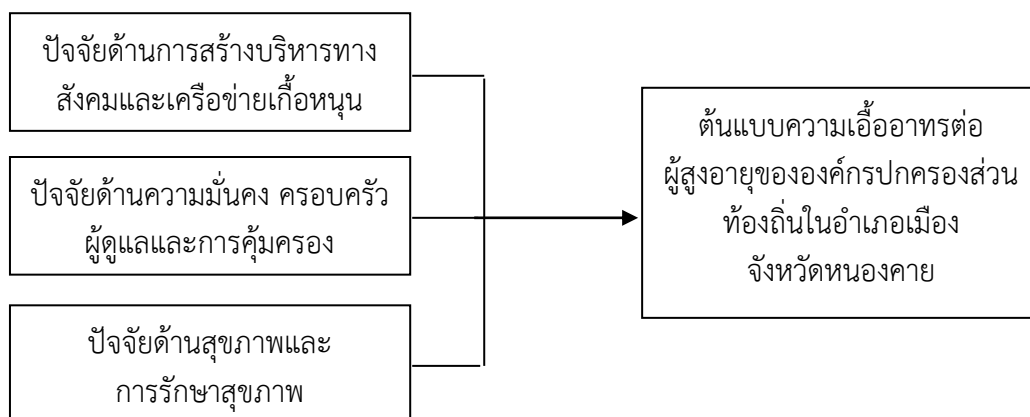 ปัจจัยด้านการสร้างบริหารทาง
สังคมและเครือข่ายเกื้อหนุน
ปัจจัยด้านความมั่นคง ครอบครัว
ผู้ดูแลและการคุ้มครอง
ปัจจัยด้านสุขภาพและ
การรักษาสุขภาพ
ต้นแบบความเอื้ออาทรต่อ
ผู้สูงอายุขององค์กรปกครองส่วน
ท้องถิ่นในอำเภอเมือง
จังหวัดหนองคาย